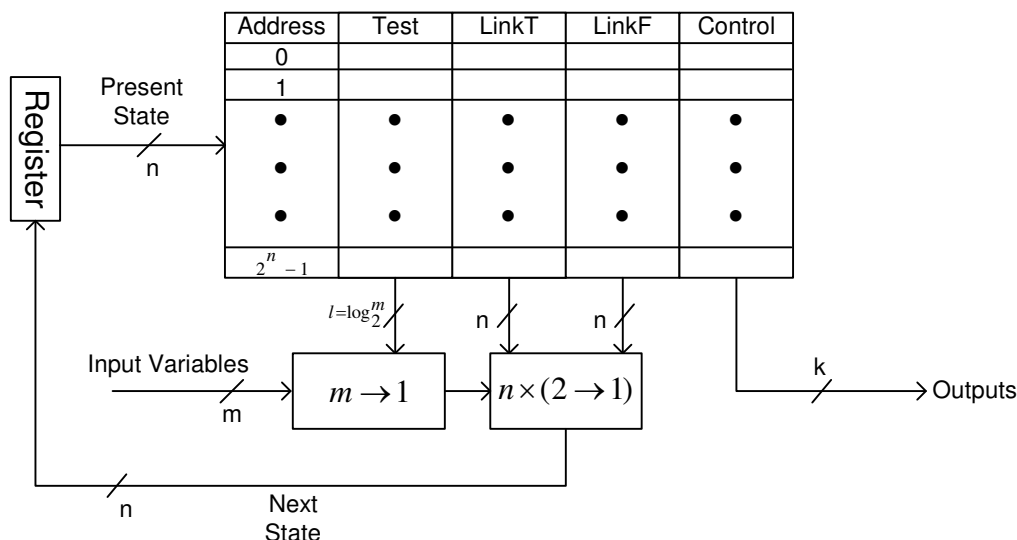 Address Test LinkT LinkF Control
0
1
Register
Present
State
n
2^n – 1
l=log_2^m
n
n
Input Variables
m
m → 1
n × (2 → 1)
k
Outputs
n
Next
State